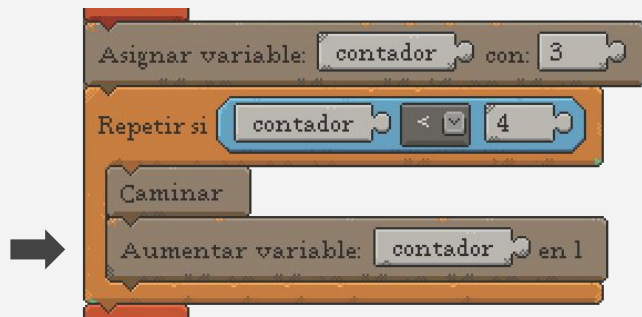 Asignar variable: contador con: 3
Repetir si contador < 4
Caminar
Aumentar variable: contador en 1